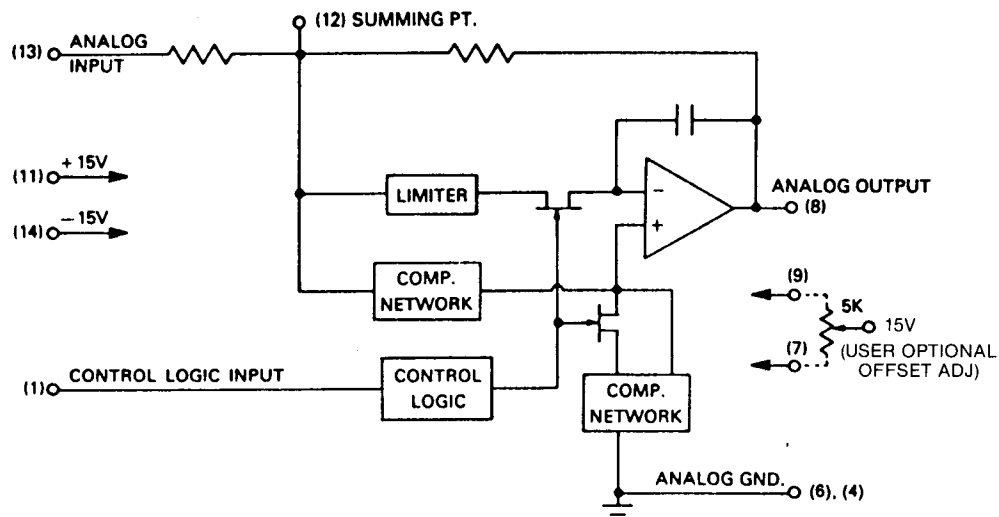 (12) SUMMING PT.
(13) ANALOG
INPUT
+ 15V
(11)
− 15V
(14)
LIMITER
−
+
ANALOG OUTPUT
(8)
COMP.
NETWORK
(9)
5K
15V
(7)
(USER OPTIONAL
OFFSET ADJ)
(1) CONTROL LOGIC INPUT
CONTROL
LOGIC
COMP.
NETWORK
ANALOG GND.
(6), (4)